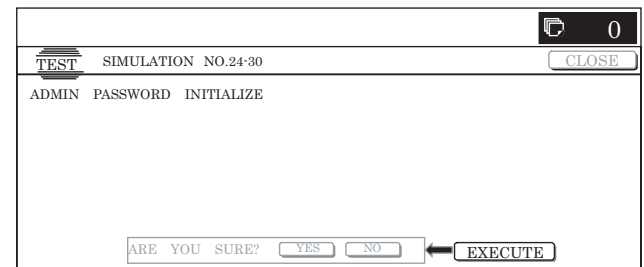 0
TEST SIMULATION NO.24-30 CLOSE
ADMIN PASSWORD INITIALIZE
ARE YOU SURE? YES NO EXECUTE